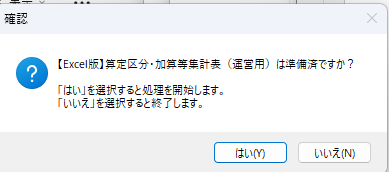 確認
【Excel版】算定区分・加算等集計表（運営用）は準備済ですか？
「はい」を選択すると処理を開始します。
「いいえ」を選択すると終了します。
はい(Y)
いいえ(N)